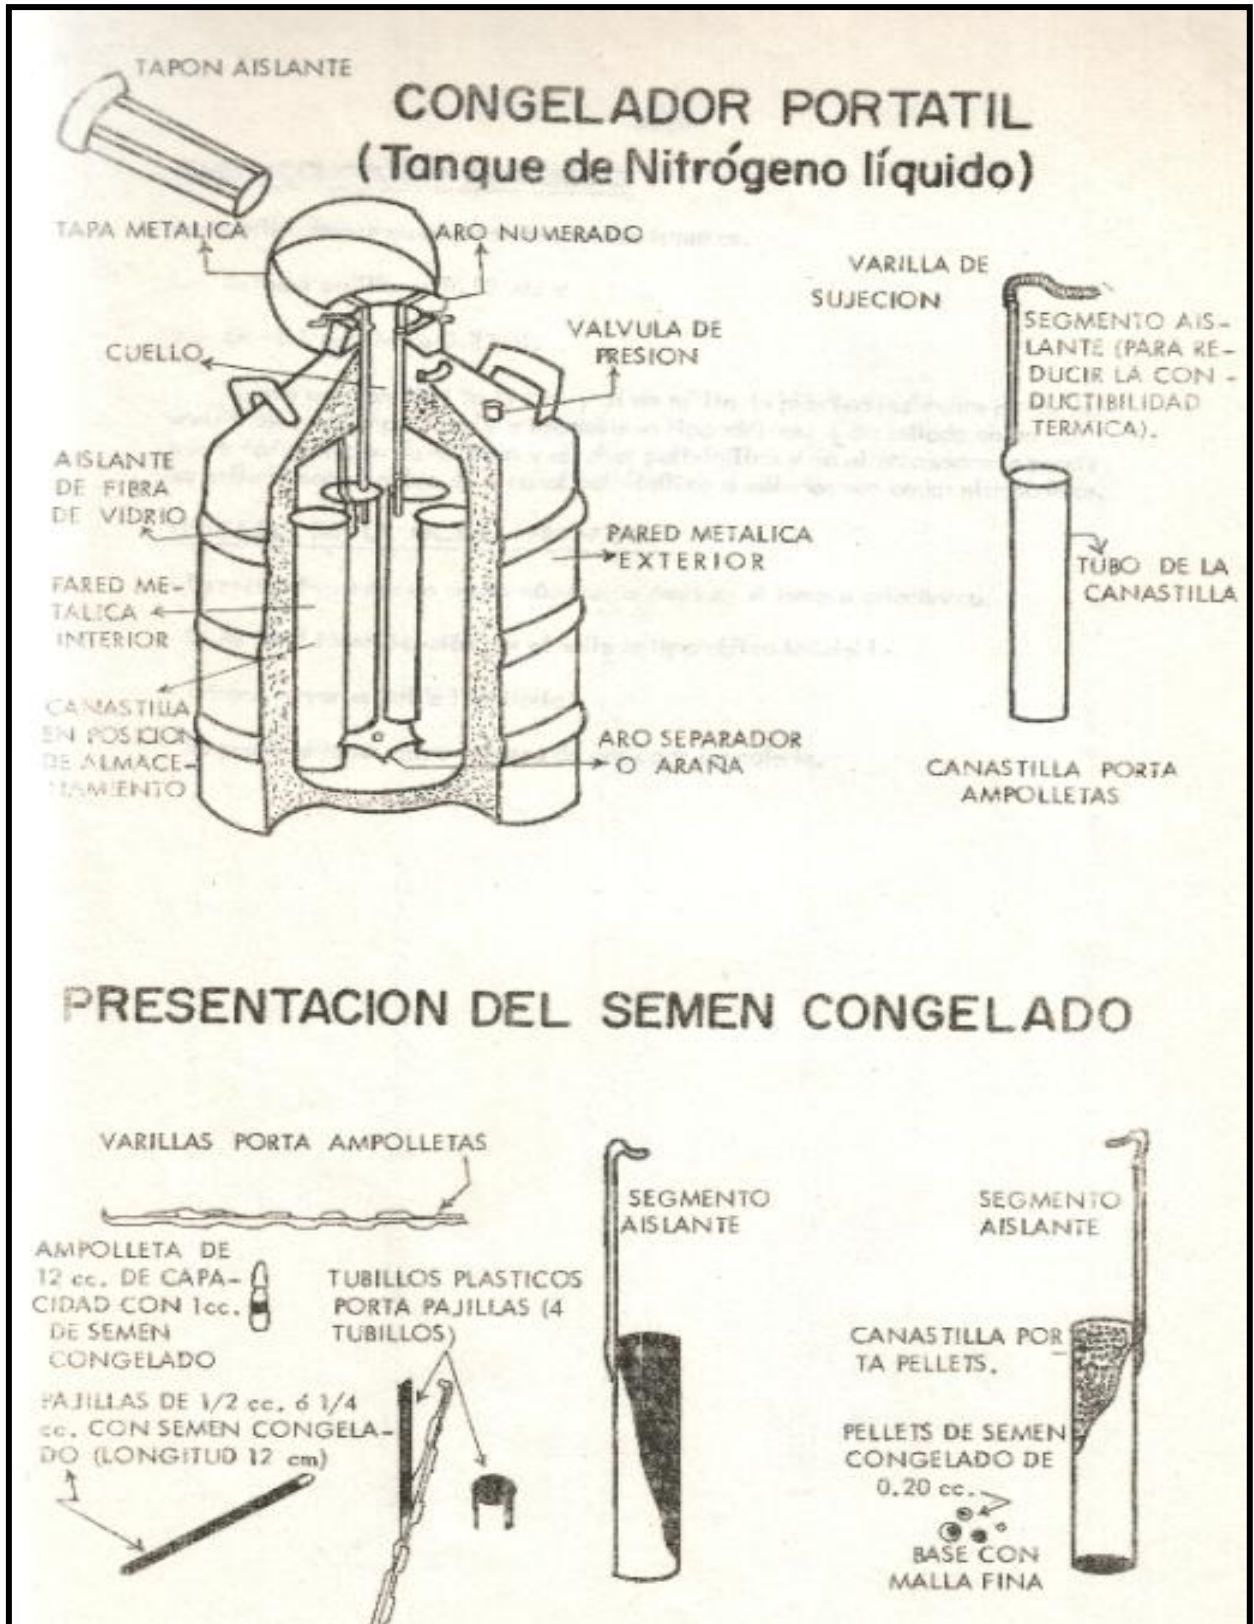 TAPON AISLANTE
CONGELADOR PORTATIL
(Tanque de Nitrógeno líquido)
TAPA METALICA
ARO NUMERADO
CUELLO
VALVULA DE
PRESION
AISLANTE
DE FIBRA
DE VIDRIO
PARED METALICA
EXTERIOR
PARED ME-
TALICA
INTERIOR
CANASTILLA
EN POSICION
DE ALMACE-
NAMIENTO
ARO SEPARADOR
O ARAÑA
VARILLA DE
SUJECION
SEGMENTO AIS-
LANTE (PARA RE-
DUCIR LA CON-
DUCTIBILIDAD
TERMICA).
TUBO DE LA
CANASTILLA
CANASTILLA PORTA
AMPOLLETAS
PRESENTACION DEL SEMEN CONGELADO
VARILLAS PORTA AMPOLLETAS
AMPOLLETA DE
12 cc. DE CAPA-
CIDAD CON 1cc.
DE SEMEN
CONGELADO
TUBILLOS PLASTICOS
PORTA PAJILLAS (4
TUBILLOS)
PAJILLAS DE 1/2 cc. ó 1/4
cc. CON SEMEN CONGELA-
DO (LONGITUD 12 cm)
SEGMENTO
AISLANTE
SEGMENTO
AISLANTE
CANASTILLA POR
TA PELLETS.
PELLETS DE SEMEN
CONGELADO DE
0.20 cc.
BASE CON
MALLA FINA